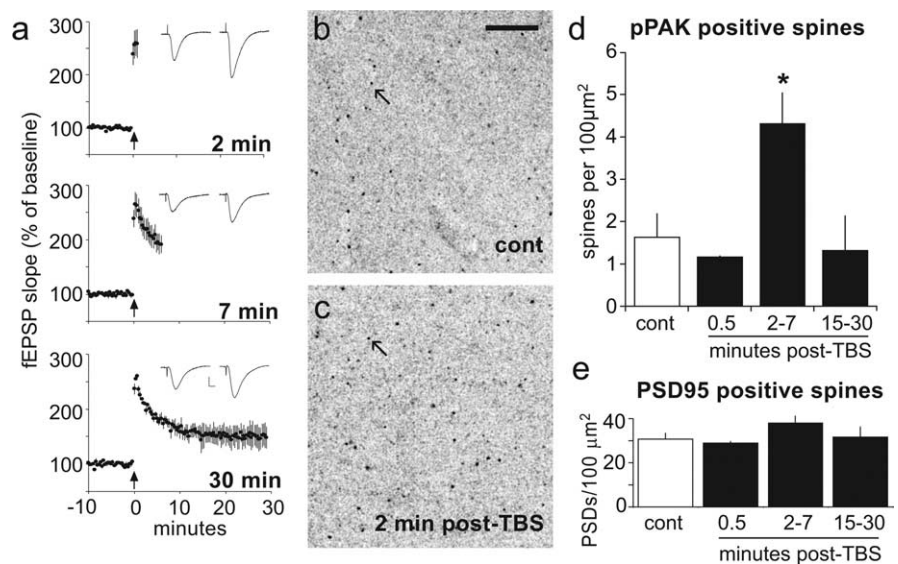 a
fEPSP slope (% of baseline)
300
200
100
2 min
300
200
100
7 min
300
200
100
30 min
-10 0 10 20 30
minutes
b
cont
c
2 min post-TBS
d
pPAK positive spines
spines per 100µm²
6
5
4
3
2
1
0
*
cont 0.5 2-7 15-30
minutes post-TBS
e
PSD95 positive spines
PSDs/100 µm²
40
20
0
cont 0.5 2-7 15-30
minutes post-TBS